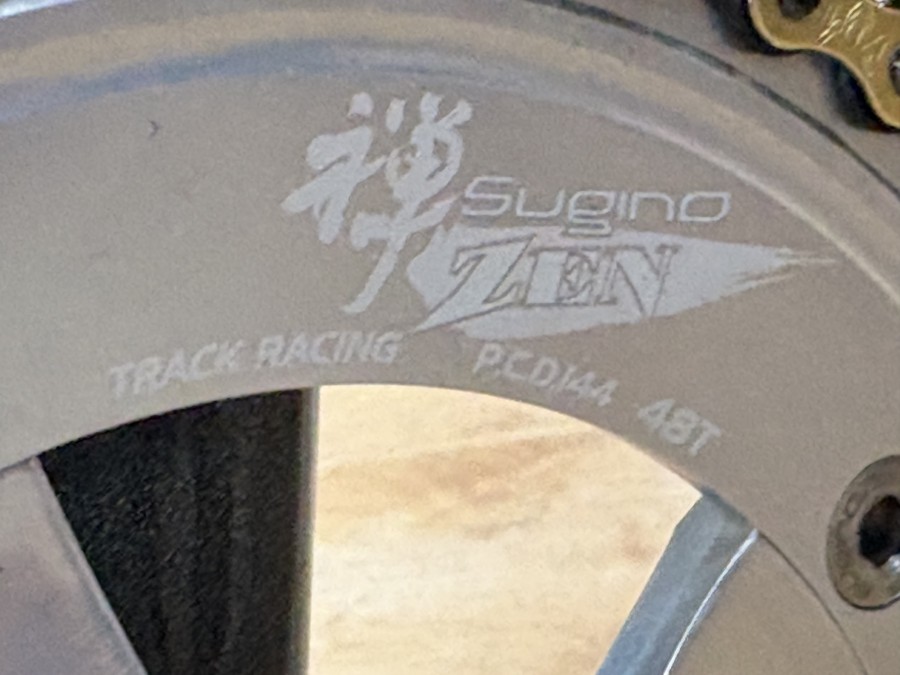 禅
Sugino
ZEN
TRACK RACING P.C.D.144 48T